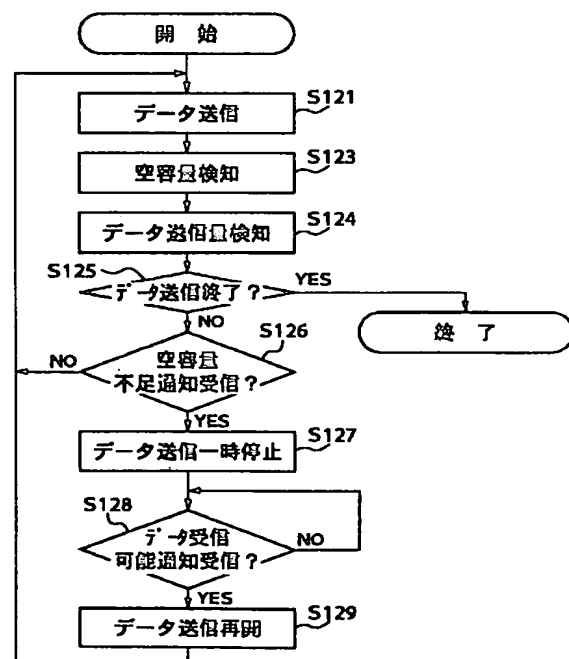 開 始
S121
データ送信
S123
空容量検知
S124
データ送信量検知
S125
データ送信終了?
YES
NO
終 了
S126
空容量
不足通知受信?
NO
YES
S127
データ送信一時停止
S128
データ受信
可能通知受信?
NO
YES
S129
データ送信再開